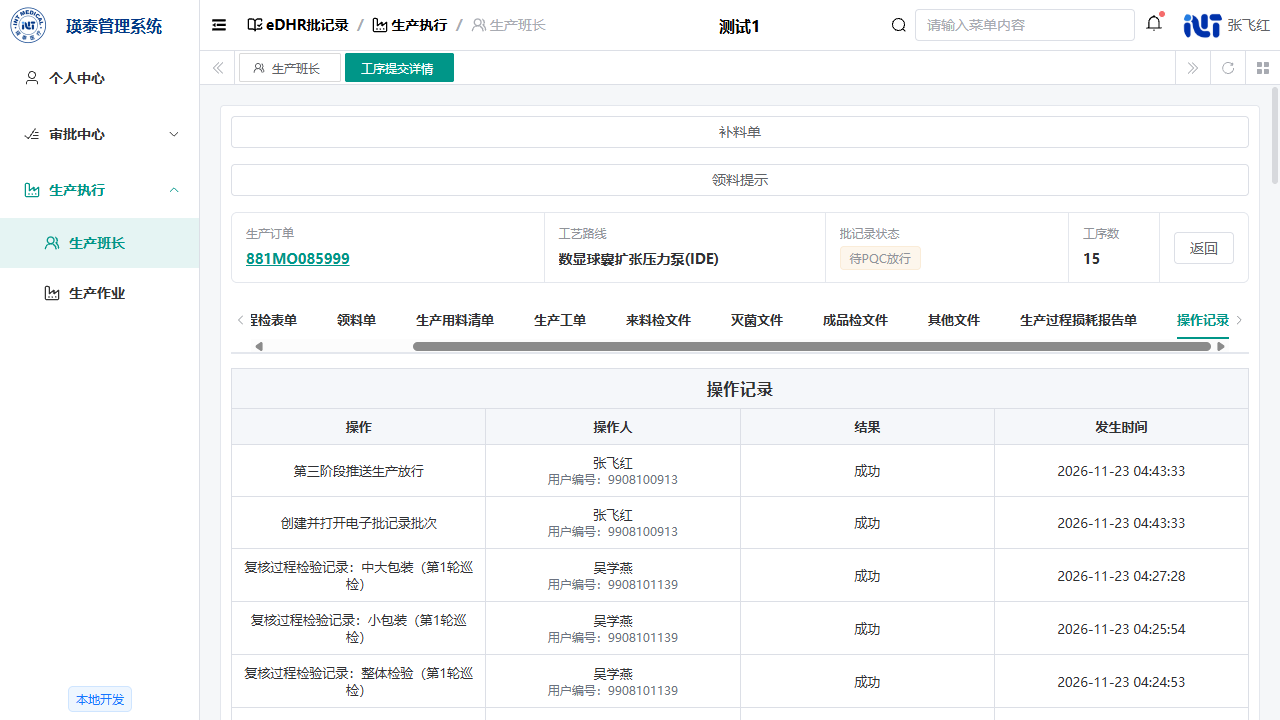 瑛泰管理系统
eDHR批记录 / 生产执行 / 生产班长
测试1
请输入菜单内容
张飞红
个人中心
审批中心
生产执行
生产班长
生产作业
本地开发
生产班长
工序提交详情
补料单
领料提示
生产订单
881MO085999
工艺路线
数显球囊扩张压力泵(IDE)
批记录状态
待PQC放行
工序数
15
返回
程检表单 领料单 生产用料清单 生产工单 来料检文件 灭菌文件 成品检文件 其他文件 生产过程损耗报告单 操作记录
操作记录
操作 操作人 结果 发生时间
第三阶段推送生产放行
张飞红
用户编号：9908100913
成功
2026-11-23 04:43:33
创建并打开电子批记录批次
张飞红
用户编号：9908100913
成功
2026-11-23 04:43:33
复核过程检验记录：中大包装（第1轮巡
检）
吴学燕
用户编号：9908101139
成功
2026-11-23 04:27:28
复核过程检验记录：小包装（第1轮巡
检）
吴学燕
用户编号：9908101139
成功
2026-11-23 04:25:54
复核过程检验记录：整体检验（第1轮巡
检）
吴学燕
用户编号：9908101139
成功
2026-11-23 04:24:53